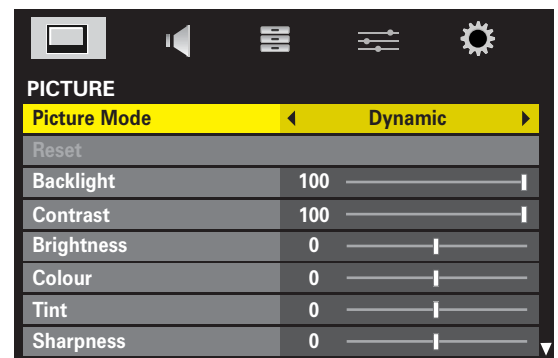 PICTURE
Picture Mode Dynamic
Reset
Backlight 100
Contrast 100
Brightness 0
Colour 0
Tint 0
Sharpness 0